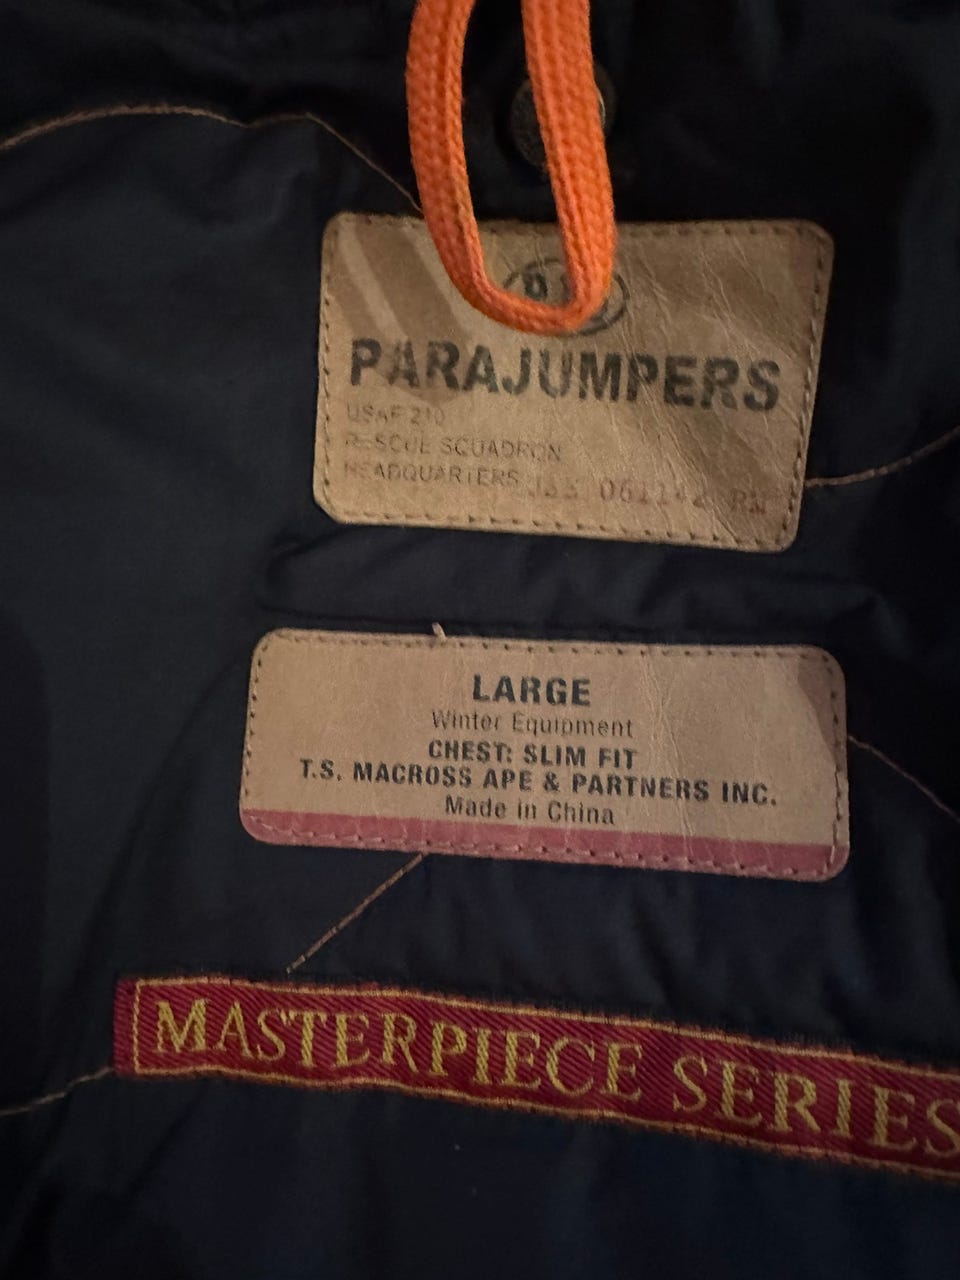 PARAJUMPERS
USAF 210
RESCUE SQUADRON
HEADQUARTERS
LARGE
Winter Equipment
CHEST: SLIM FIT
T.S. MACROSS APE & PARTNERS INC.
Made in China
MASTERPIECE SERIES